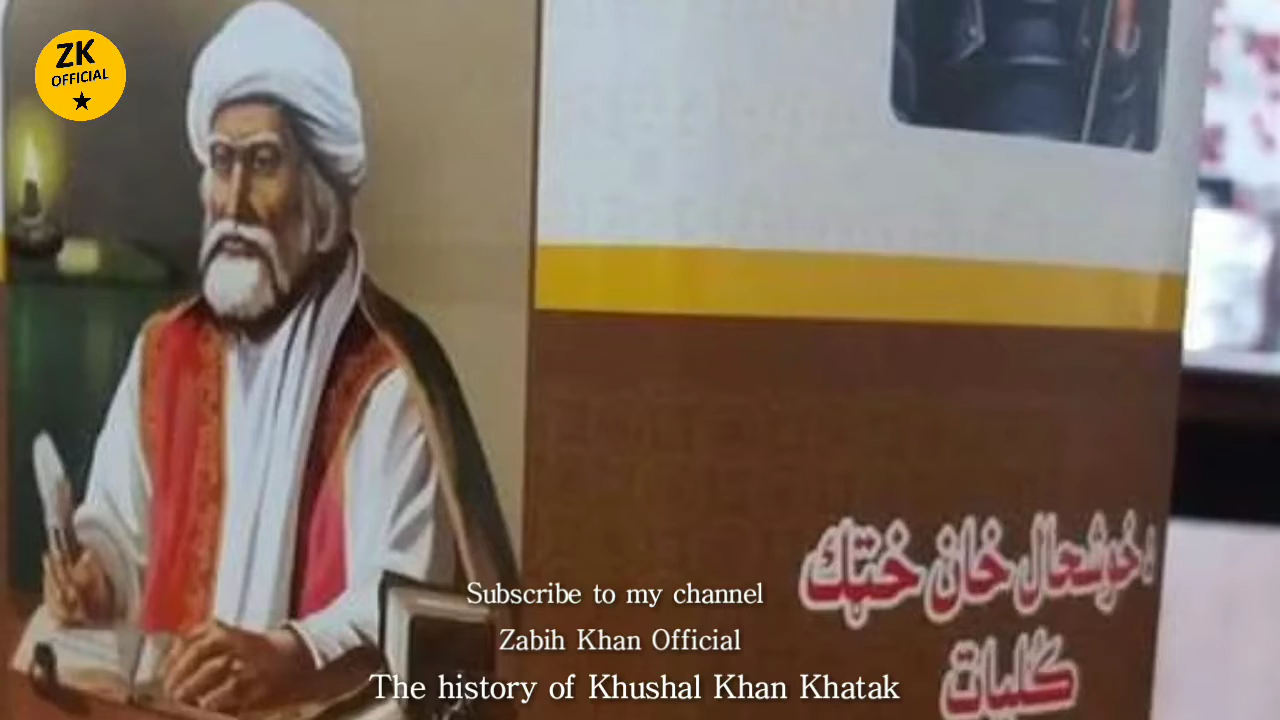 ZK
OFFICIAL
د خوشحال خان خټک
کلیات
Subscribe to my channel
Zabih Khan Official
The history of Khushal Khan Khatak